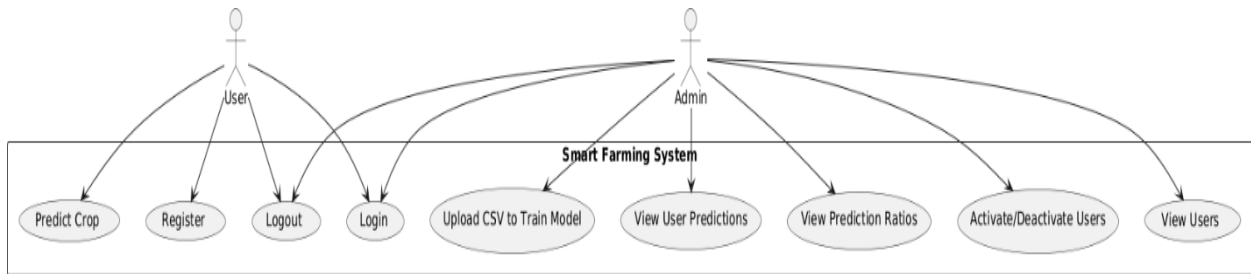 User
Admin
Smart Farming System
Predict Crop
Register
Logout
Login
Upload CSV to Train Model
View User Predictions
View Prediction Ratios
Activate/Deactivate Users
View Users